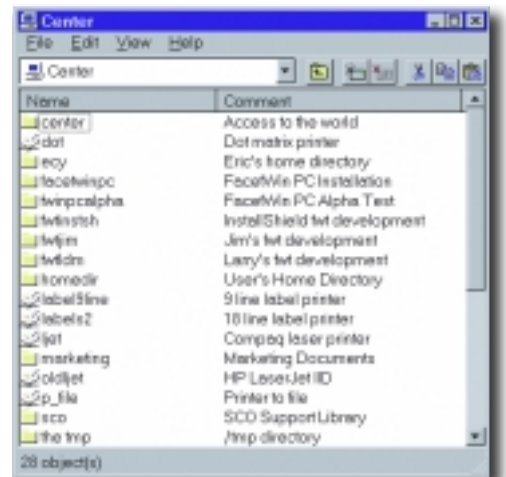 Center
File Edit View Help
Center
Name Comment
center Access to the world
dot Dot matrix printer
ecy Eric's home directory
facetwinpc FacetWin PC Installation
fwinpcalpha FacetWin PC Alpha Test
fwtinstsh InstallShield fwt development
fwtjim Jim's fwt development
fwtldm Larry's fwt development
homedir User's Home Directory
label9line 9 line label printer
labels2 18 line label printer
ljet Compaq laser printer
marketing Marketing Documents
oldljet HP LaserJet IID
p_file Printer to file
sco SCO Support Library
the tmp /tmp directory
28 object(s)